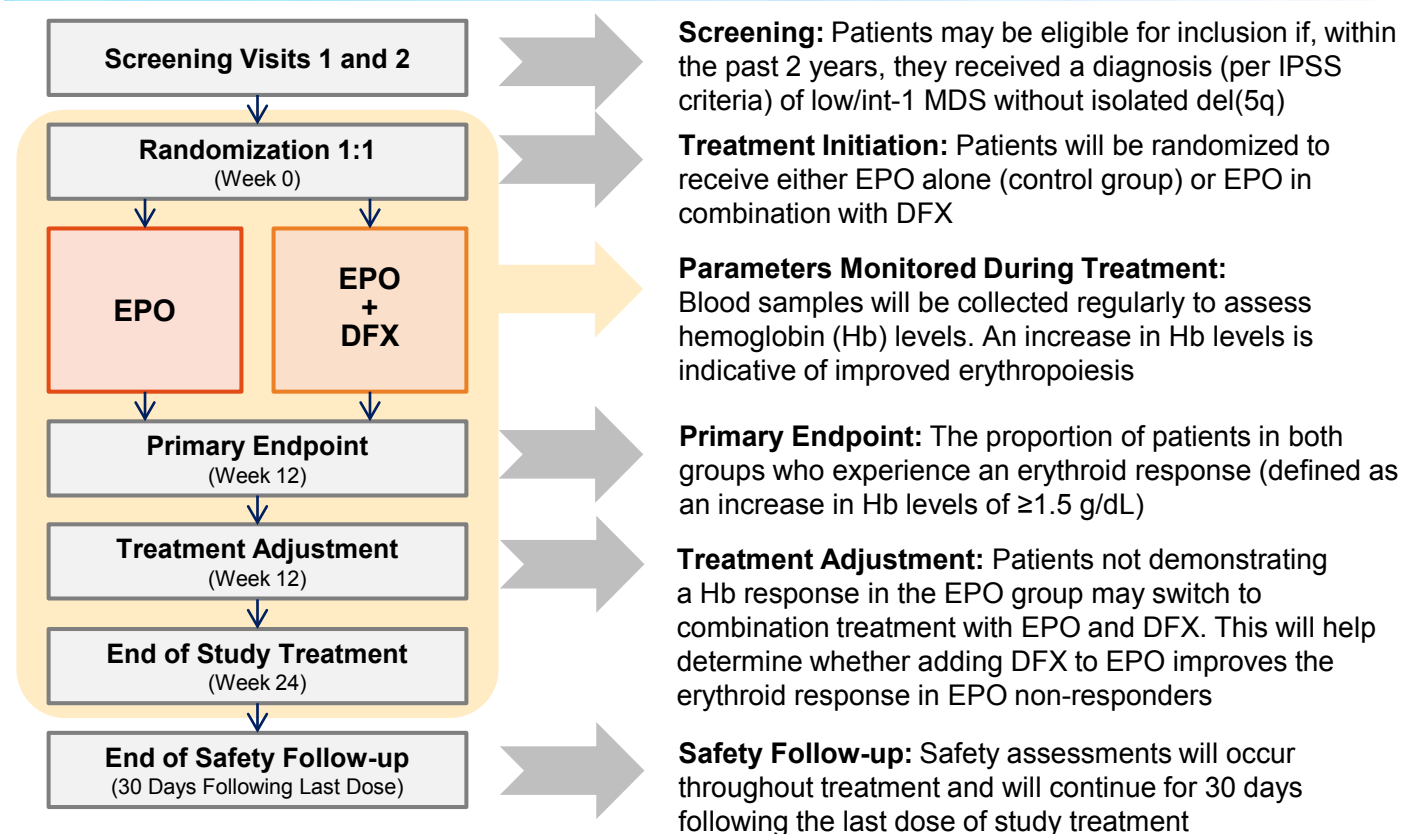 Screening Visits 1 and 2
Screening: Patients may be eligible for inclusion if, within
the past 2 years, they received a diagnosis (per IPSS
criteria) of low/int-1 MDS without isolated del(5q)
Randomization 1:1
(Week 0)
Treatment Initiation: Patients will be randomized to
receive either EPO alone (control group) or EPO in
combination with DFX
EPO
EPO
+
DFX
Parameters Monitored During Treatment:
Blood samples will be collected regularly to assess
hemoglobin (Hb) levels. An increase in Hb levels is
indicative of improved erythropoiesis
Primary Endpoint
(Week 12)
Primary Endpoint: The proportion of patients in both
groups who experience an erythroid response (defined as
an increase in Hb levels of ≥1.5 g/dL)
Treatment Adjustment
(Week 12)
Treatment Adjustment: Patients not demonstrating
a Hb response in the EPO group may switch to
combination treatment with EPO and DFX. This will help
determine whether adding DFX to EPO improves the
erythroid response in EPO non-responders
End of Study Treatment
(Week 24)
End of Safety Follow-up
(30 Days Following Last Dose)
Safety Follow-up: Safety assessments will occur
throughout treatment and will continue for 30 days
following the last dose of study treatment